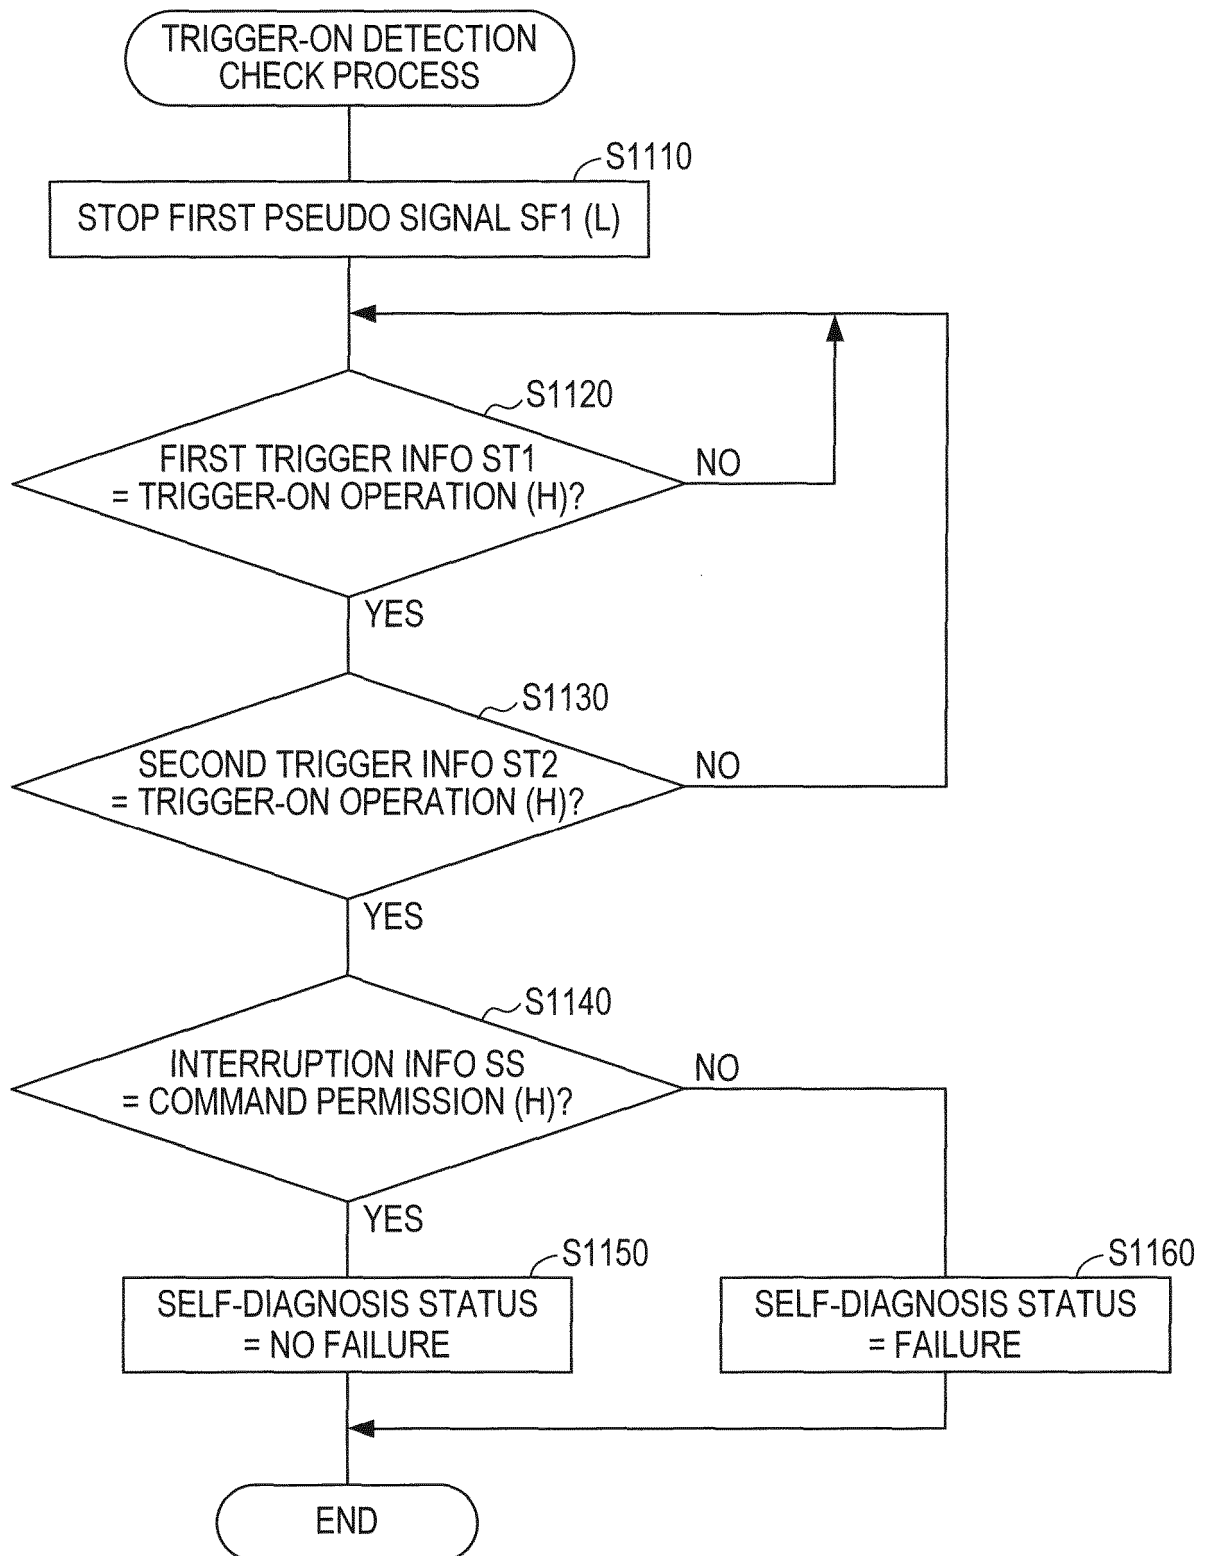 TRIGGER-ON DETECTION
CHECK PROCESS
S1110
STOP FIRST PSEUDO SIGNAL SF1 (L)
S1120
FIRST TRIGGER INFO ST1
= TRIGGER-ON OPERATION (H)?
NO
YES
S1130
SECOND TRIGGER INFO ST2
= TRIGGER-ON OPERATION (H)?
NO
YES
S1140
INTERRUPTION INFO SS
= COMMAND PERMISSION (H)?
NO
YES
S1150
SELF-DIAGNOSIS STATUS
= NO FAILURE
S1160
SELF-DIAGNOSIS STATUS
= FAILURE
END